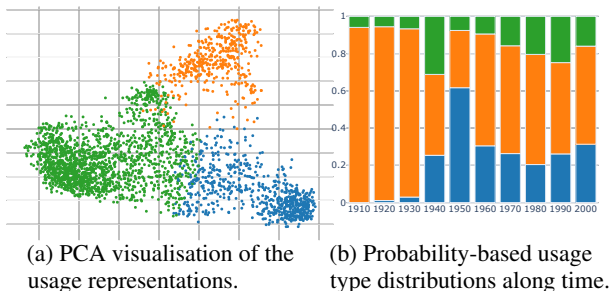 1
0.8
0.6
0.4
0.2
0
1910 1920 1930 1940 1950 1960 1970 1980 1990 2000
(a) PCA visualisation of the
usage representations.
(b) Probability-based usage
type distributions along time.